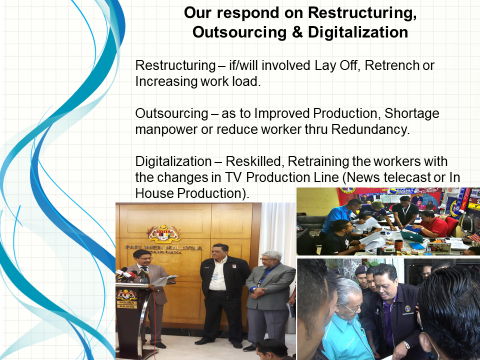 Our respond on Restructuring,
Outsourcing & Digitalization
Restructuring – if/will involved Lay Off, Retrench or
Increasing work load.
Outsourcing – as to Improved Production, Shortage
manpower or reduce worker thru Redundancy.
Digitalization – Reskilled, Retraining the workers with
the changes in TV Production Line (News telecast or In
House Production).